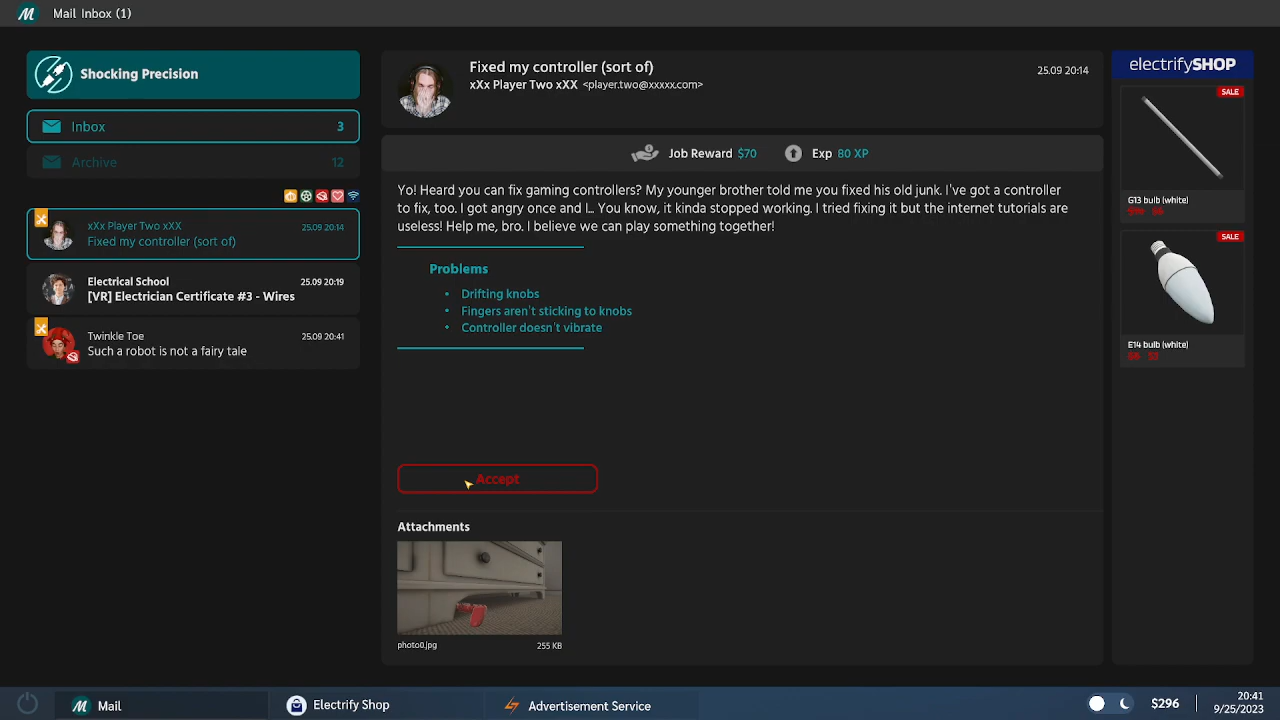 Mail Inbox (1)
Shocking Precision
Inbox 3
Archive 12
xXx Player Two xXX 25.09 20:14
Fixed my controller (sort of)
Electrical School 25.09 20:19
[VR] Electrician Certificate #3 - Wires
Twinkle Toe 25.09 20:41
Such a robot is not a fairy tale
Fixed my controller (sort of)
xXx Player Two xXX <player.two@xxxxx.com>
25.09 20:14
Job Reward $70 Exp 80 XP
Yo! Heard you can fix gaming controllers? My younger brother told me you fixed his old junk. I've got a controller
to fix, too. I got angry once and I... You know, it kinda stopped working. I tried fixing it but the internet tutorials are
useless! Help me, bro. I believe we can play something together!
Problems
• Drifting knobs
• Fingers aren't sticking to knobs
• Controller doesn't vibrate
Accept
Attachments
photo0.jpg 255 KB
electrifySHOP
SALE
G13 bulb (white)
SALE
E14 bulb (white)
Mail
Electrify Shop
Advertisement Service
$296
20:41
9/25/2023